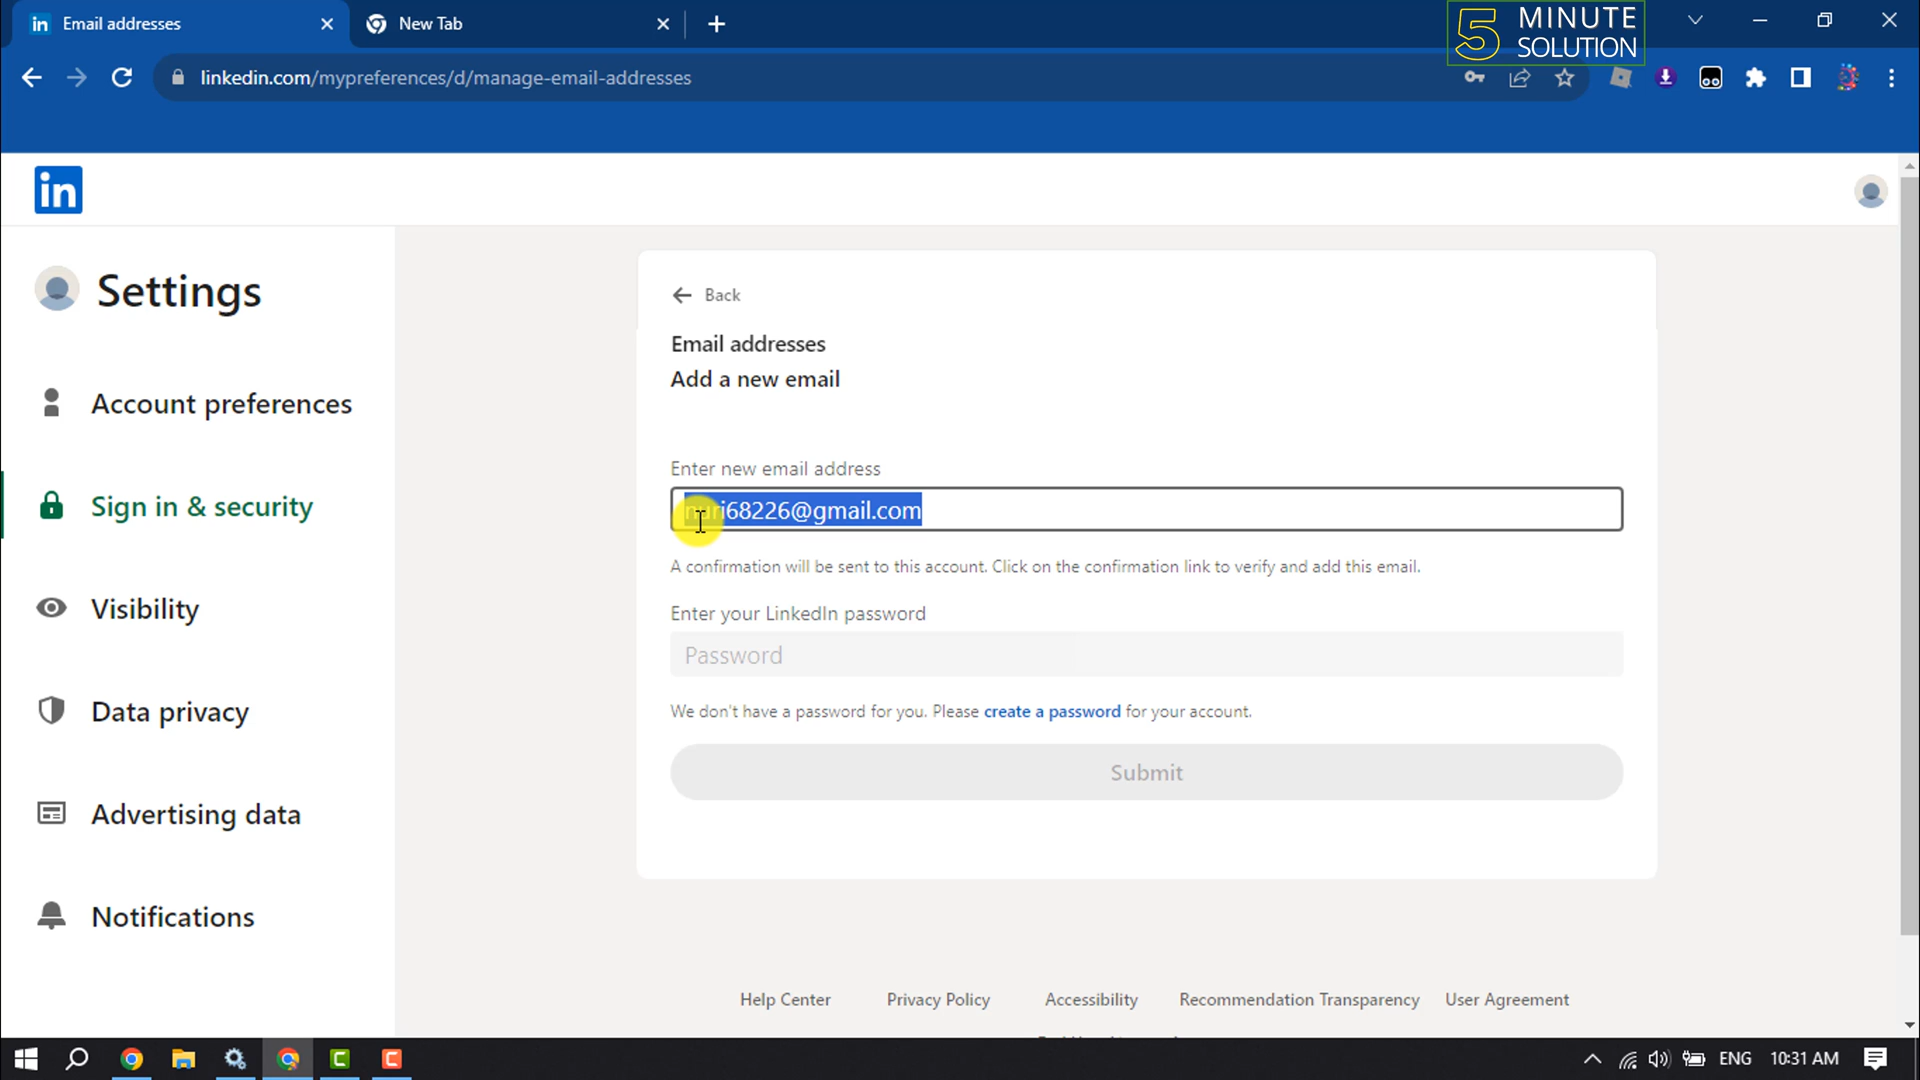 in Email addresses
New Tab
5 MINUTE SOLUTION
linkedin.com/mypreferences/d/manage-email-addresses
in
Settings
Account preferences
Sign in & security
Visibility
Data privacy
Advertising data
Notifications
Back
Email addresses
Add a new email
Enter new email address
nuri68226@gmail.com
A confirmation will be sent to this account. Click on the confirmation link to verify and add this email.
Enter your LinkedIn password
Password
We don't have a password for you. Please create a password for your account.
Submit
Help Center Privacy Policy Accessibility Recommendation Transparency User Agreement
ENG 10:31 AM